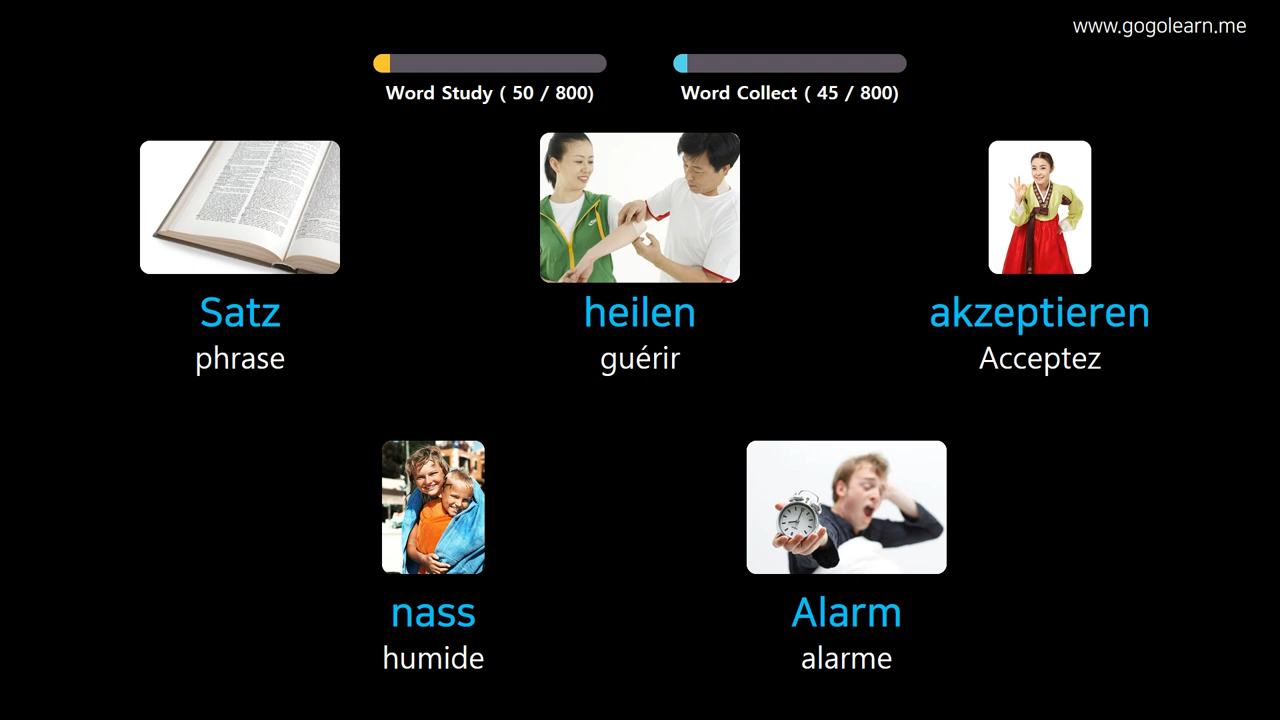 www.gogolearn.me
Word Study ( 50 / 800)
Word Collect ( 45 / 800)
Satz
phrase
heilen
guérir
akzeptieren
Acceptez
nass
humide
Alarm
alarme